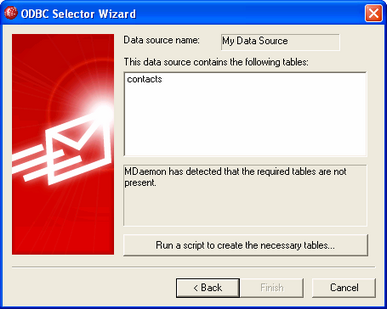 ODBC Selector Wizard
Data source name: My Data Source
This data source contains the following tables:
contacts
MDaemon has detected that the required tables are not
present.
Run a script to create the necessary tables...
< Back Finish Cancel